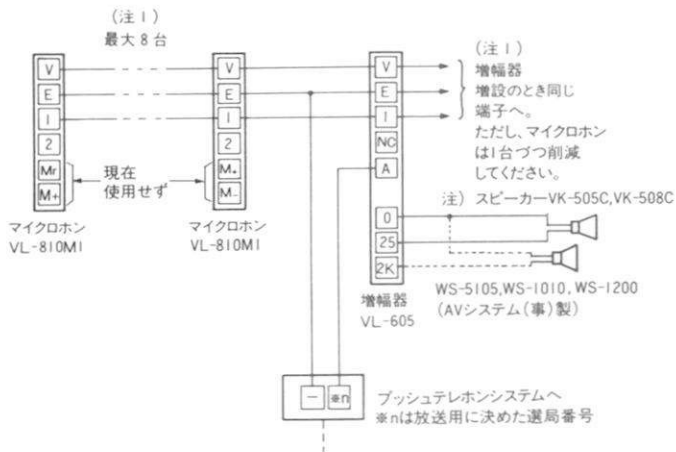 (注1)
最大8台
V
E
1
2
Mr
M+
現在
使用せず
マイクロホン
VL-810MI
V
E
1
2
M+
M-
マイクロホン
VL-810MI
V
E
1
NC
A
0
25
2K
増幅器
VL-605
(注1)
増幅器
増設のとき同じ
端子へ。
ただし、マイクロホン
は1台づつ削減
してください。
注) スピーカーVK-505C,VK-508C
WS-5105,WS-1010,WS-1200
(AVシステム(事)製)
- ※n
プッシュテレホンシステムへ
※nは放送用に決めた選局番号